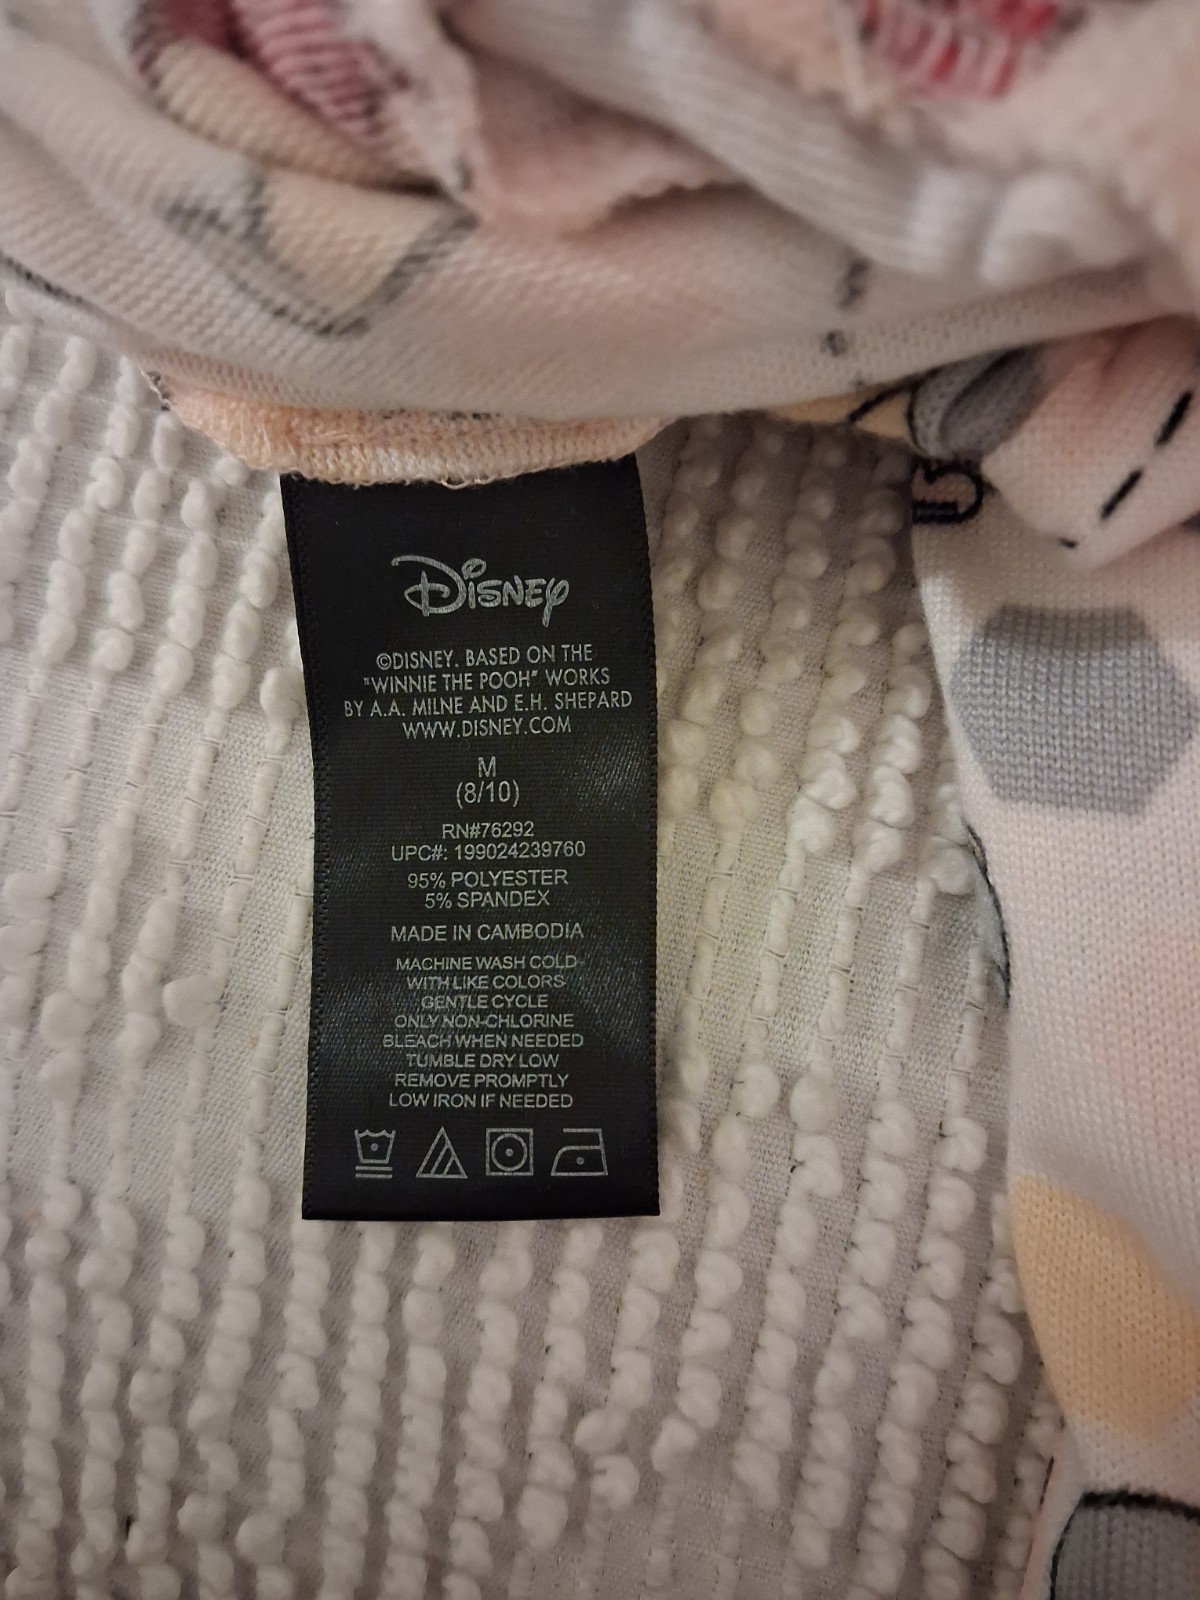 Disney
©DISNEY. BASED ON THE
"WINNIE THE POOH" WORKS
BY A.A. MILNE AND E.H. SHEPARD
WWW.DISNEY.COM
M
(8/10)
RN#76292
UPC#: 199024239760
95% POLYESTER
5% SPANDEX
MADE IN CAMBODIA
MACHINE WASH COLD
WITH LIKE COLORS
GENTLE CYCLE
ONLY NON-CHLORINE
BLEACH WHEN NEEDED
TUMBLE DRY LOW
REMOVE PROMPTLY
LOW IRON IF NEEDED